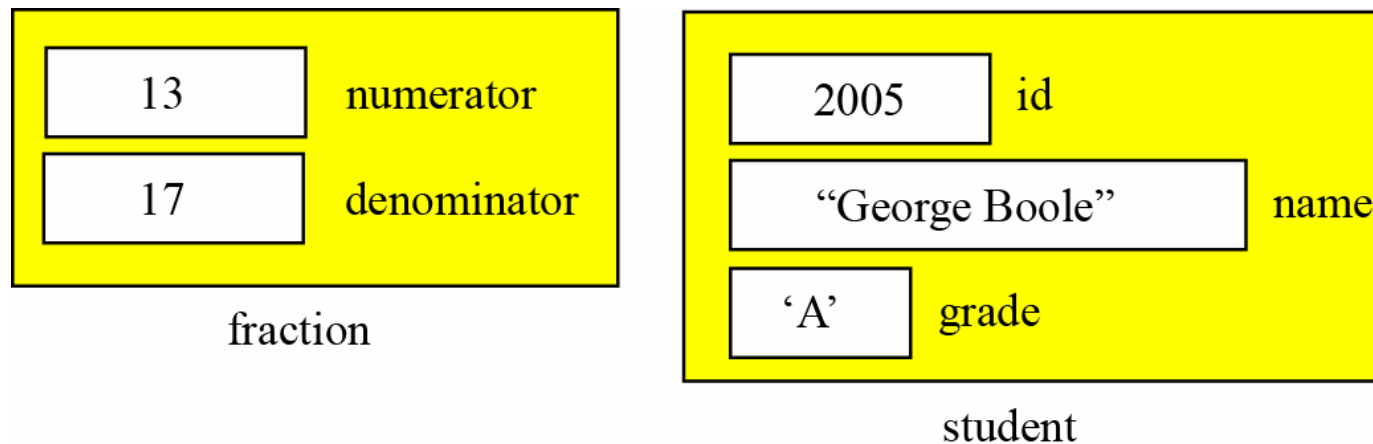 13 numerator
17 denominator
fraction
2005 id
“George Boole” name
‘A’ grade
student